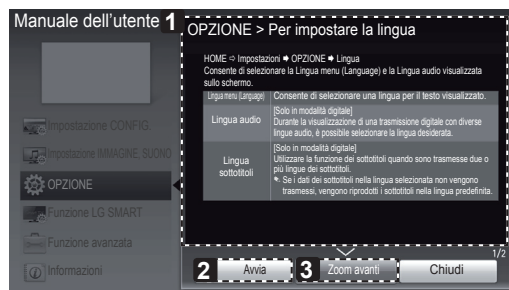 Manuale dell'utente
1
OPZIONE > Per impostare la lingua
HOME ⇨ Impostazioni ➡ OPZIONE ➡ Lingua
Consente di selezionare la Lingua menu (Language) e la Lingua audio visualizzata
sullo schermo.
Lingua menu (Language) Consente di selezionare una lingua per il testo visualizzato.
Lingua audio
[Solo in modalità digitale]
Durante la visualizzazione di una trasmissione digitale con diverse
lingue audio, è possibile selezionare la lingua desiderata.
Lingua
sottotitoli
[Solo in modalità digitale]
Utilizzare la funzione dei sottotitoli quando sono trasmesse due o
più lingue dei sottotitoli.
Se i dati dei sottotitoli nella lingua selezionata non vengono
trasmessi, vengono riprodotti i sottotitoli nella lingua predefinita.
Impostazione CONFIG.
Impostazione IMMAGINE, SUONO
OPZIONE
Funzione LG SMART
Funzione avanzata
Informazioni
1/2
2 Avvia
3 Zoom avanti
Chiudi